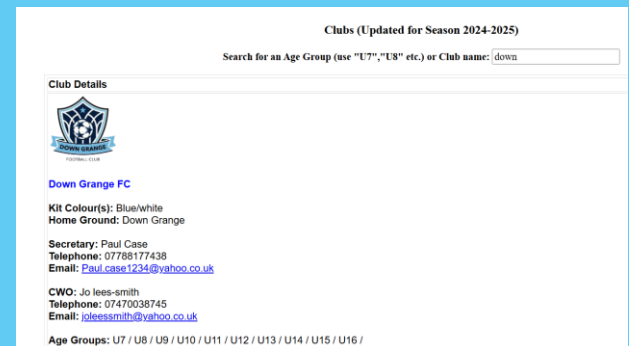 Clubs (Updated for Season 2024-2025)
Search for an Age Group (use "U7","U8" etc.) or Club name: down
Club Details
DOWN GRANGE
FOOTBALL CLUB
Down Grange FC
Kit Colour(s): Blue/white
Home Ground: Down Grange
Secretary: Paul Case
Telephone: 07788177438
Email: Paul.case1234@yahoo.co.uk
CWO: Jo lees-smith
Telephone: 07470038745
Email: joleessmith@yahoo.co.uk
Age Groups: U7 / U8 / U9 / U10 / U11 / U12 / U13 / U14 / U15 / U16 /